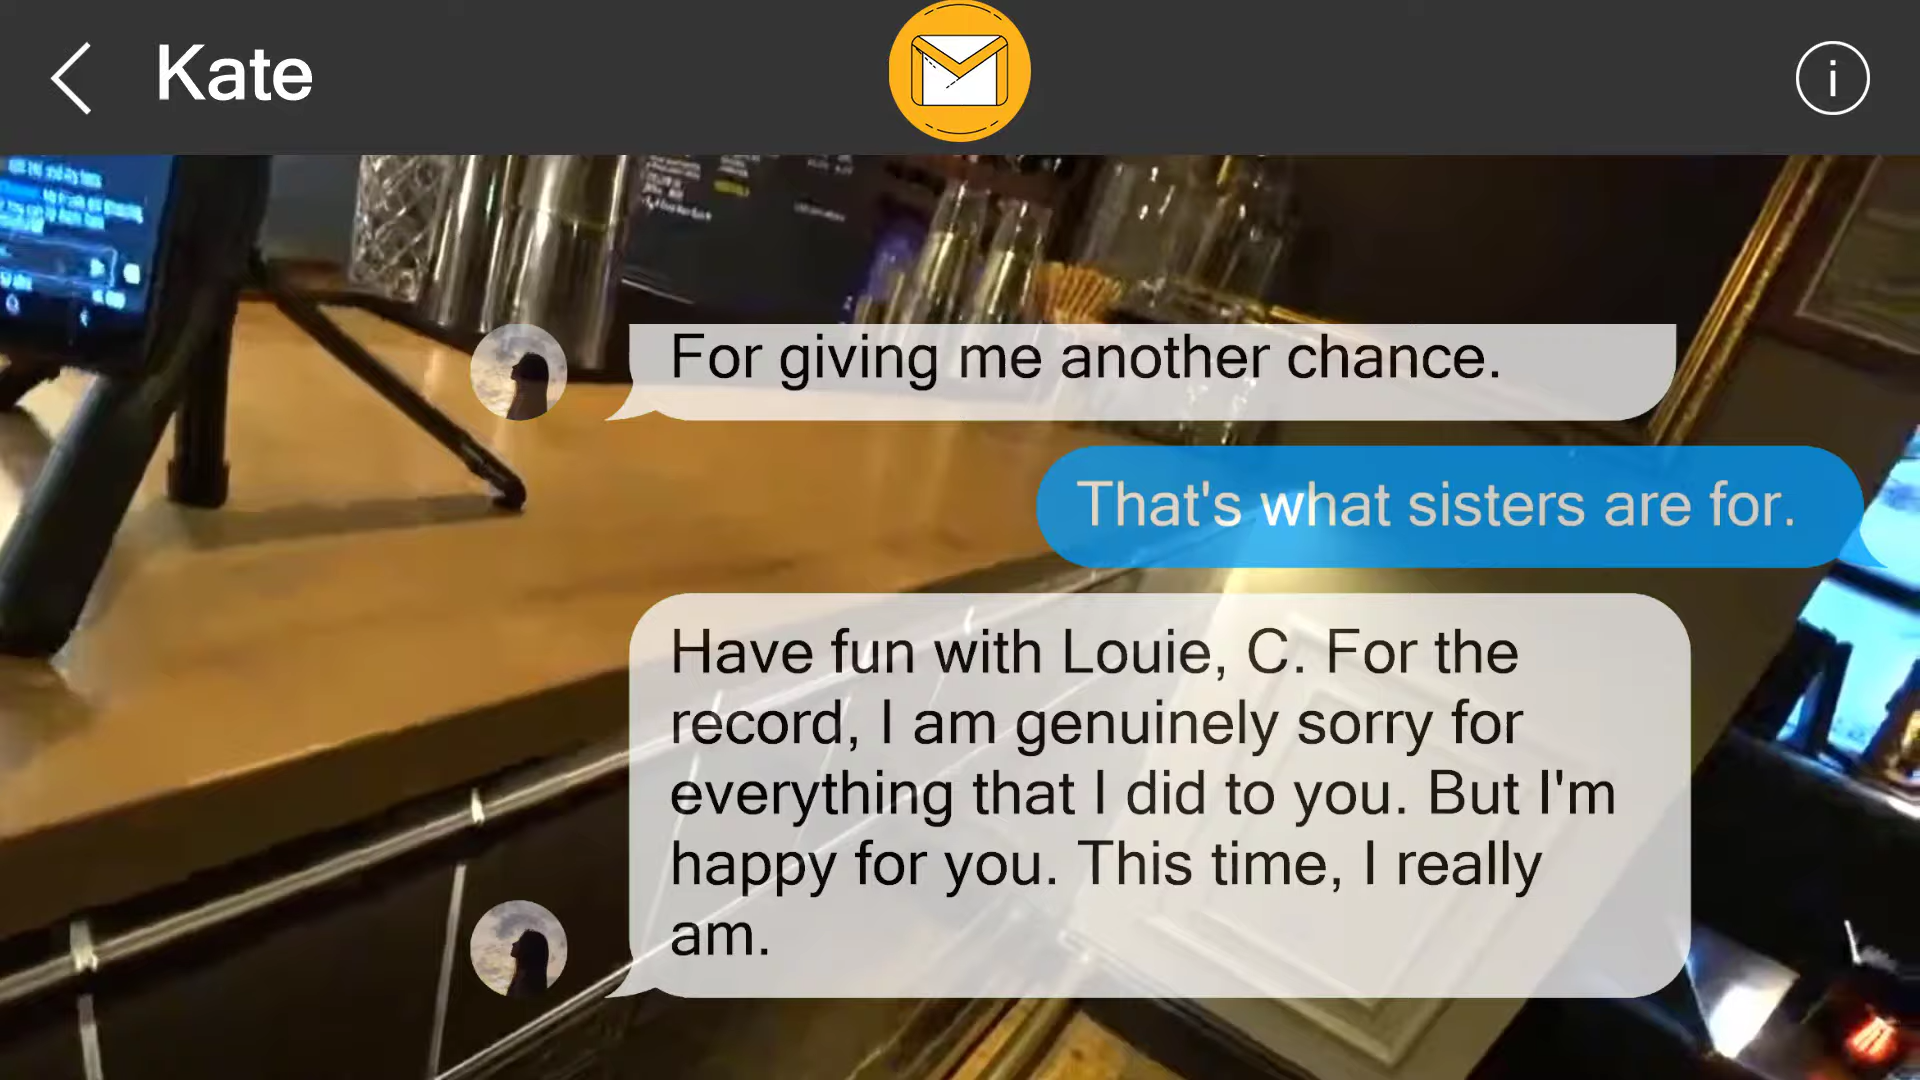 Kate
i
For giving me another chance.
That's what sisters are for.
Have fun with Louie, C. For the
record, I am genuinely sorry for
everything that I did to you. But I'm
happy for you. This time, I really
am.